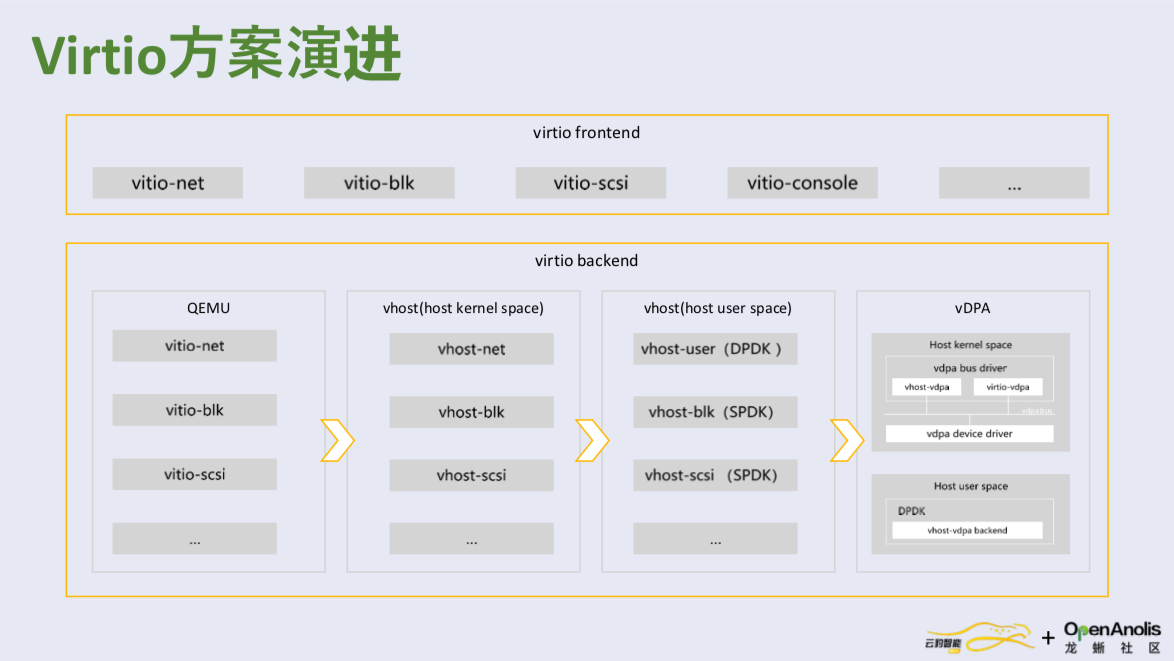 Virtio方案演进
virtio frontend
vitio-net
vitio-blk
vitio-scsi
vitio-console
...
virtio backend
QEMU
vitio-net
vitio-blk
vitio-scsi
...
vhost(host kernel space)
vhost-net
vhost-blk
vhost-scsi
...
vhost(host user space)
vhost-user（DPDK ）
vhost-blk（SPDK）
vhost-scsi （SPDK）
...
vDPA
Host kernel space
vdpa bus driver
vhost-vdpa
virtio-vdpa
vdpa bus
vdpa device driver
Host user space
DPDK
vhost-vdpa backend
云豹智能
+
OpenAnolis
龙蜥社区